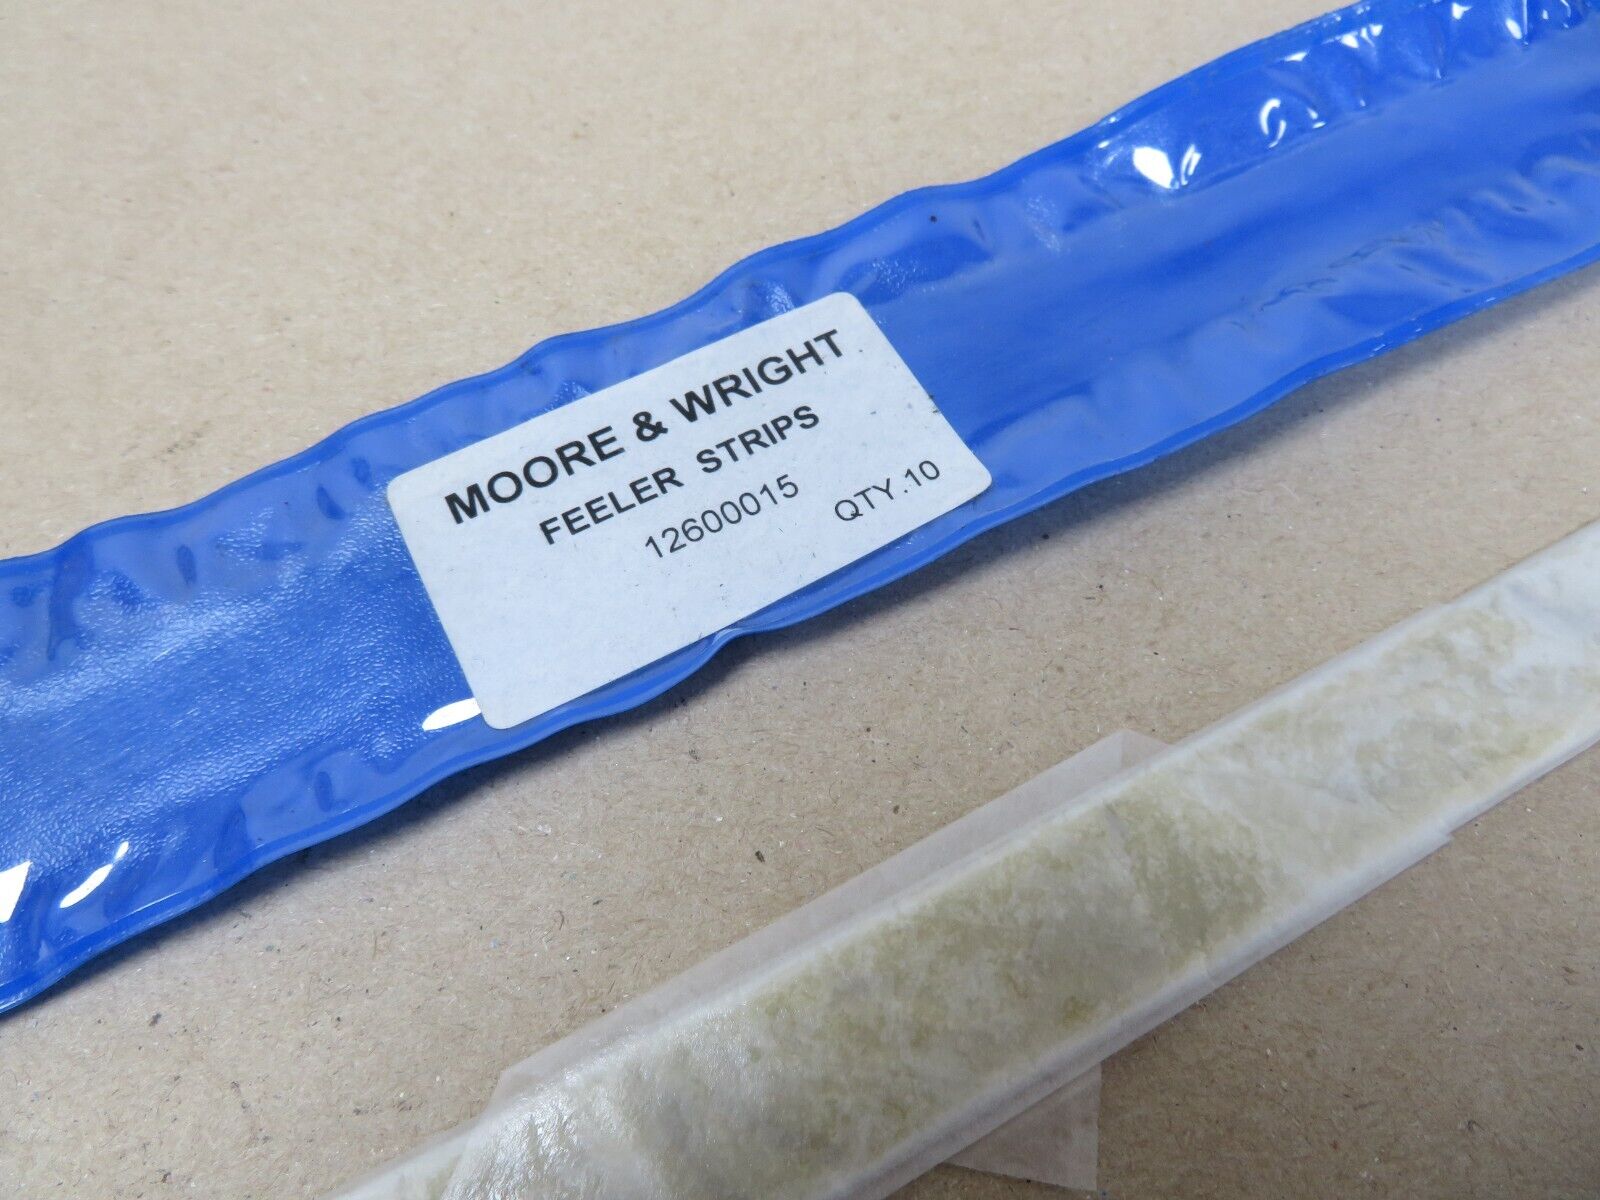 MOORE & WRIGHT
FEELER STRIPS
12600015
QTY.10